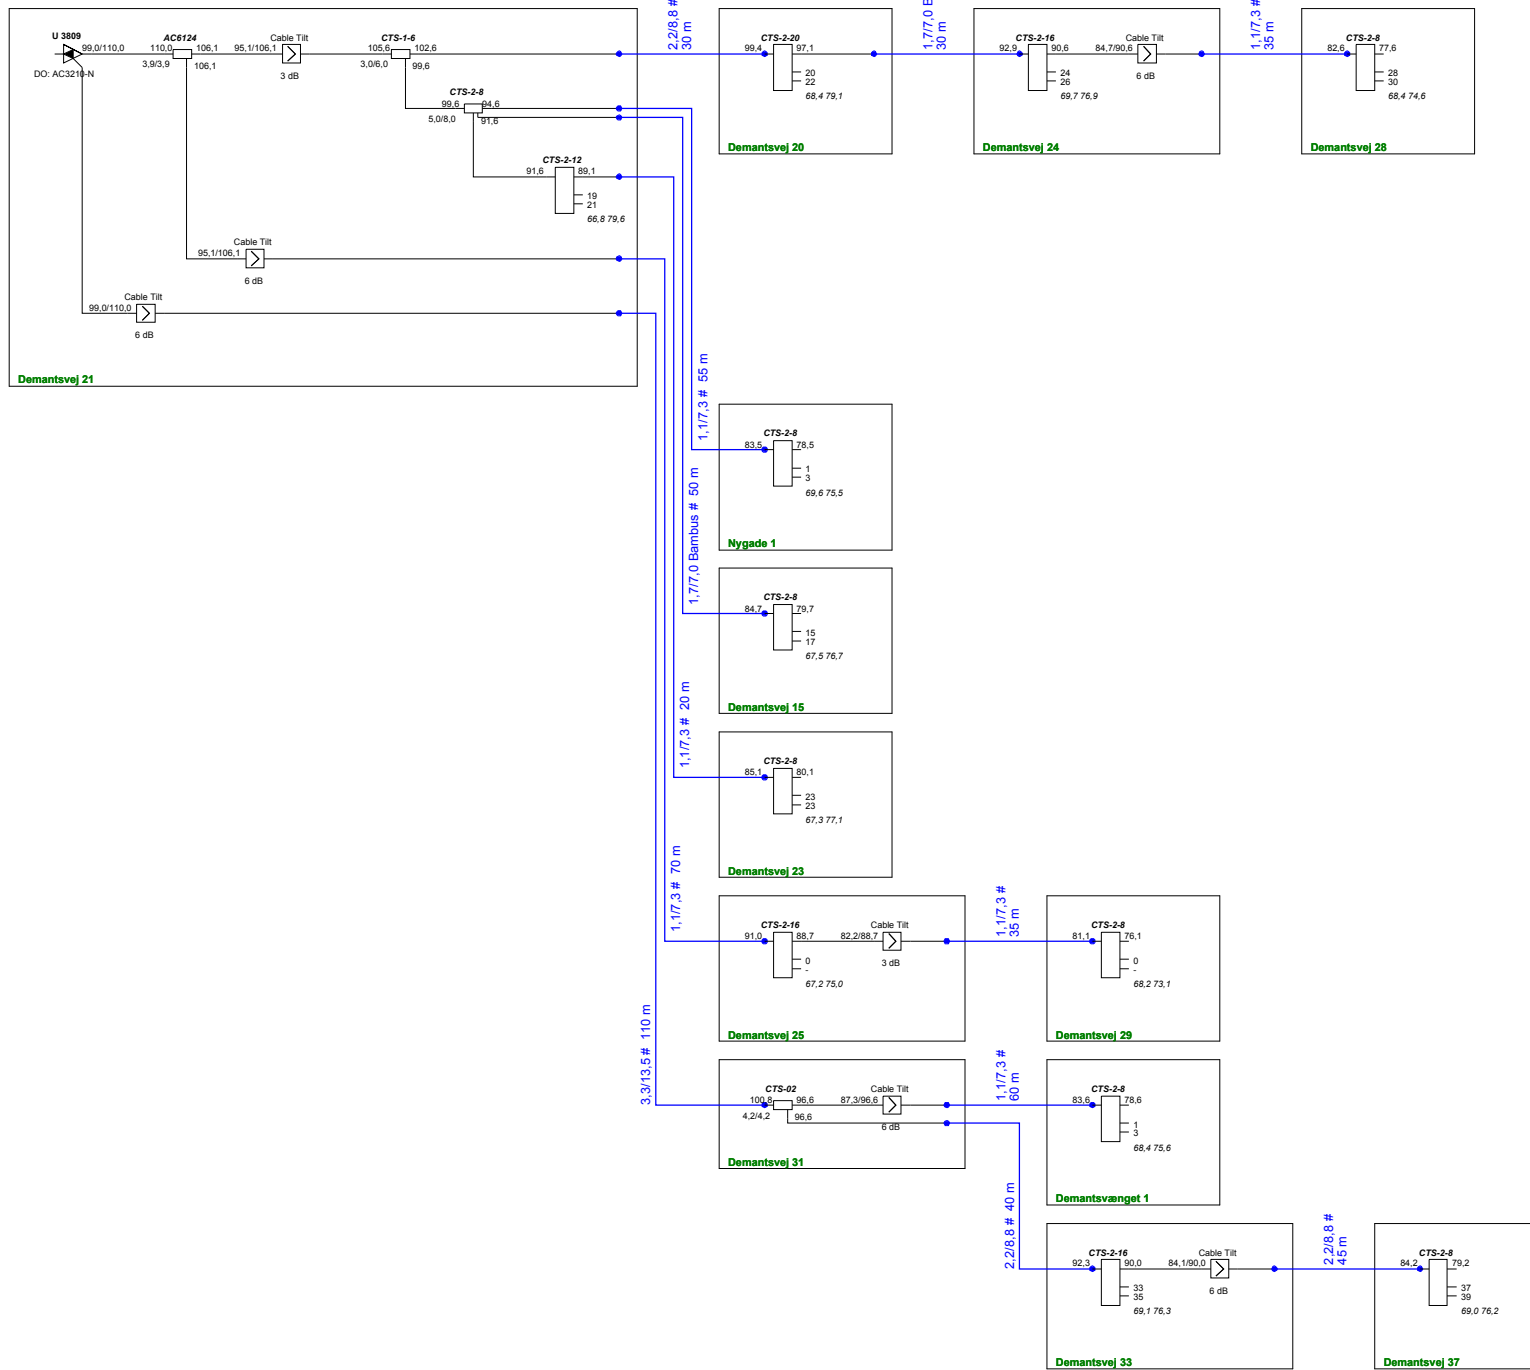 U 3809
99,0/110,0
DO: AC3210-N
AC6124
110,0
106,1
3,9/3,9
106,1
95,1/106,1
Cable Tilt
3 dB
CTS-1-6
105,6
102,6
3,0/6,0
99,6
CTS-2-8
99,6
94,6
5,0/8,0
91,6
CTS-2-12
91,6
89,1
19
21
66,8 79,6
95,1/106,1
Cable Tilt
6 dB
99,0/110,0
Cable Tilt
6 dB
Demantsvej 21
2,2/8,8 #
30 m
CTS-2-20
99,4
97,1
20
22
68,4 79,1
Demantsvej 20
1,7/7,0
30 m
CTS-2-16
92,9
90,6
24
26
69,7 76,9
84,7/90,6
Cable Tilt
6 dB
Demantsvej 24
1,1/7,3 #
35 m
CTS-2-8
82,6
77,6
28
30
68,4 74,6
Demantsvej 28
1,1/7,3 # 55 m
CTS-2-8
83,5
78,5
1
3
69,6 75,5
Nygade 1
1,7/7,0 Bambus # 50 m
CTS-2-8
84,7
79,7
15
17
67,5 76,7
Demantsvej 15
1,1/7,3 # 20 m
CTS-2-8
85,1
80,1
23
23
67,3 77,1
Demantsvej 23
1,1/7,3 # 70 m
CTS-2-16
91,0
88,7
0
-
67,2 75,0
82,2/88,7
Cable Tilt
3 dB
Demantsvej 25
1,1/7,3 #
35 m
CTS-2-8
81,1
76,1
0
-
68,2 73,1
Demantsvej 29
3,3/13,5 # 110 m
CTS-02
100,8
96,6
4,2/4,2
96,6
87,3/96,6
Cable Tilt
6 dB
Demantsvej 31
1,1/7,3 #
60 m
CTS-2-8
83,6
78,6
1
3
68,4 75,6
Demantsvænget 1
2,2/8,8 # 40 m
CTS-2-16
92,3
90,0
33
35
69,1 76,3
84,1/90,0
Cable Tilt
6 dB
Demantsvej 33
2,2/8,8 #
45 m
CTS-2-8
84,2
79,2
37
39
69,0 76,2
Demantsvej 37